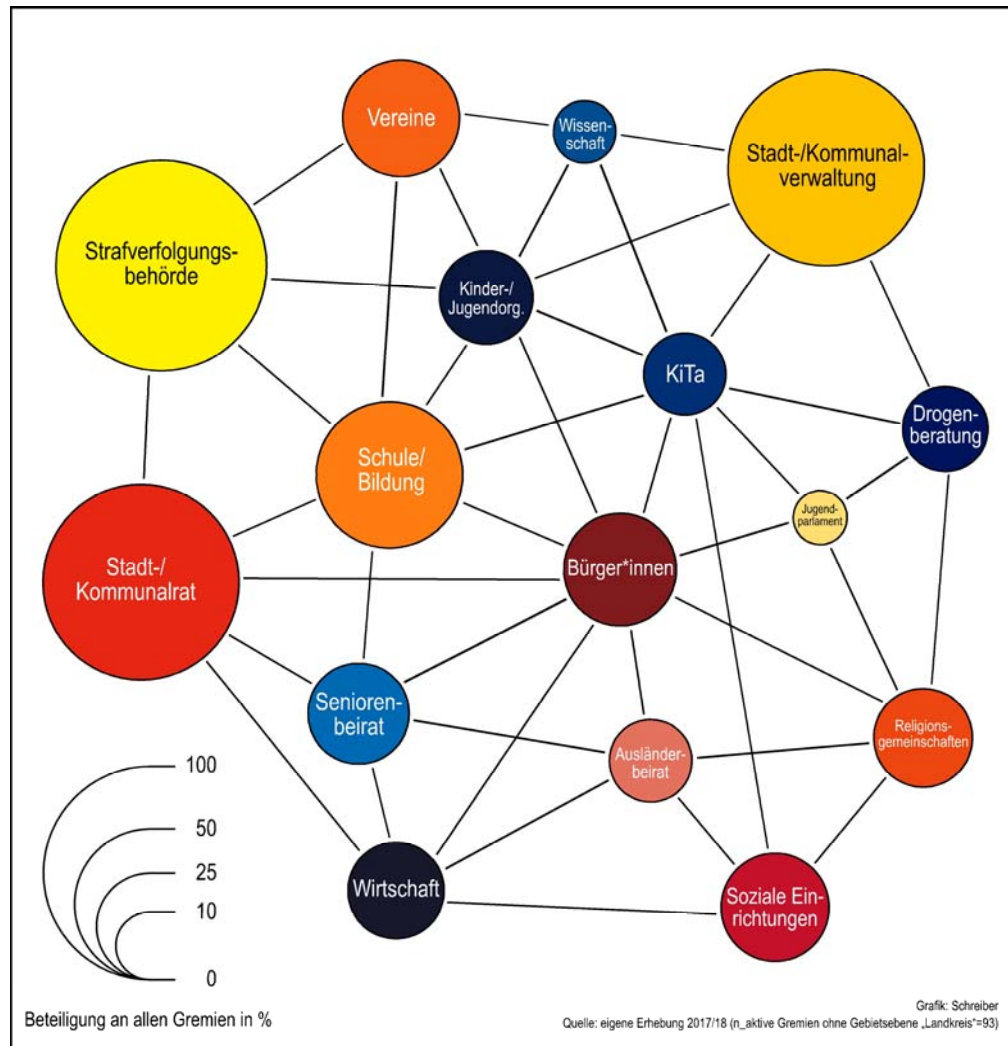 Vereine
Wissen-
schaft
Stadt-/Kommunal-
verwaltung
Strafverfolgungs-
behörde
Kinder-/
Jugendorg.
KiTa
Drogen-
beratung
Schule/
Bildung
Jugend-
parlament
Stadt-/
Kommunalrat
Bürger*innen
Senioren-
beirat
Ausländer-
beirat
Religions-
gemeinschaften
Wirtschaft
Soziale Ein-
richtungen
100
50
25
10
0
Beteiligung an allen Gremien in %
Grafik: Schreiber
Quelle: eigene Erhebung 2017/18 (n_aktive Gremien ohne Gebietsebene „Landkreis"=93)